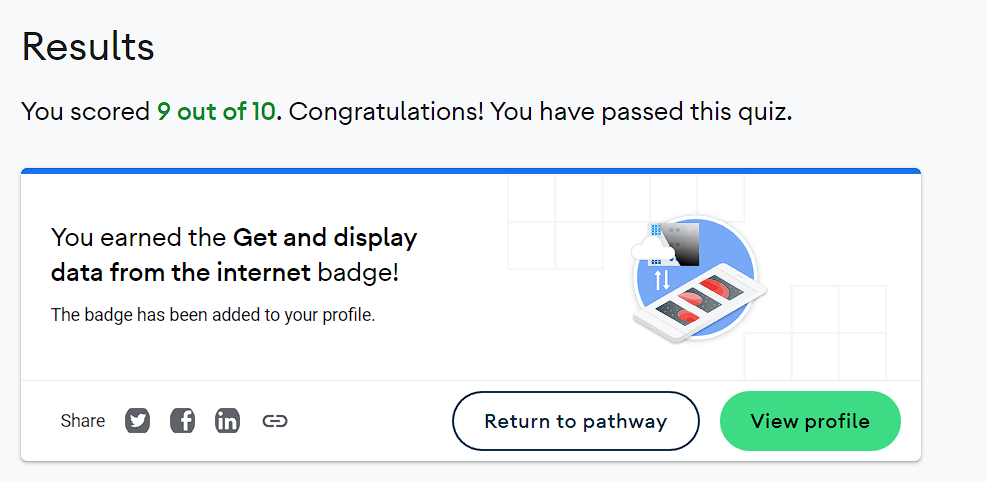 Results
You scored 9 out of 10. Congratulations! You have passed this quiz.
You earned the Get and display
data from the internet badge!
The badge has been added to your profile.
Share
Return to pathway
View profile